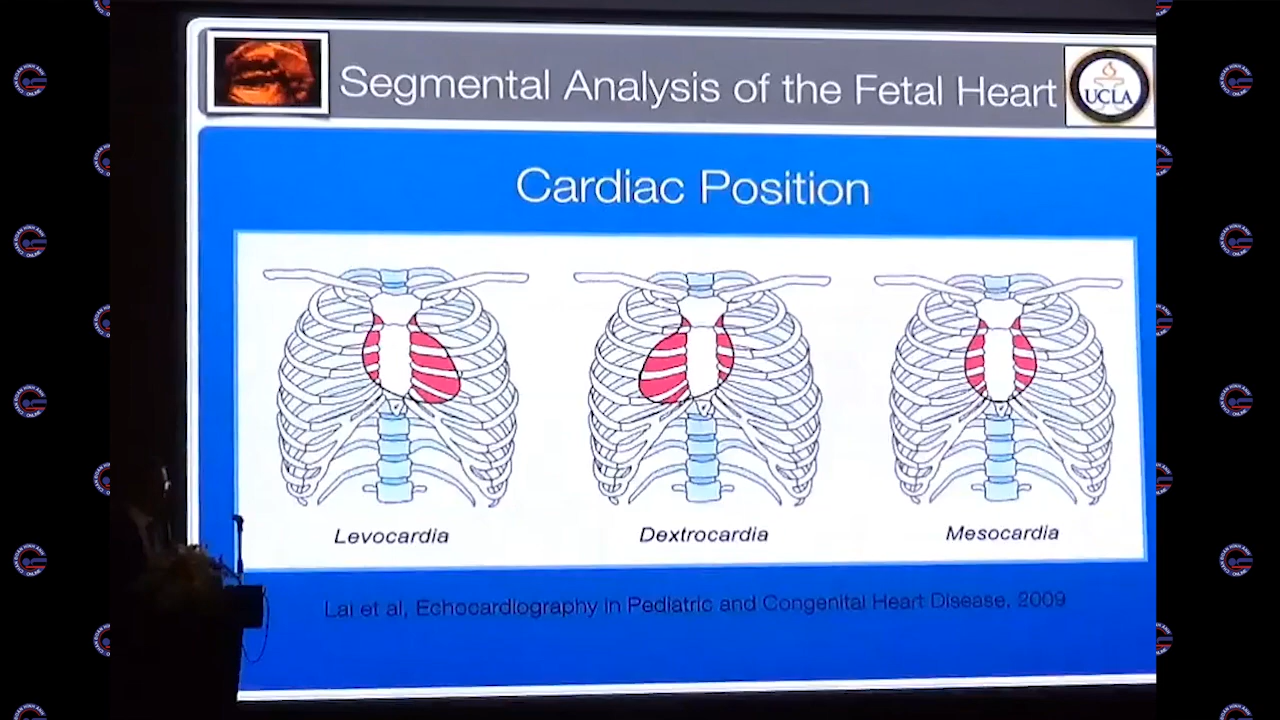 Segmental Analysis of the Fetal Heart
UCLA
Cardiac Position
Levocardia
Dextrocardia
Mesocardia
Lai et al, Echocardiography in Pediatric and Congenital Heart Disease. 2009